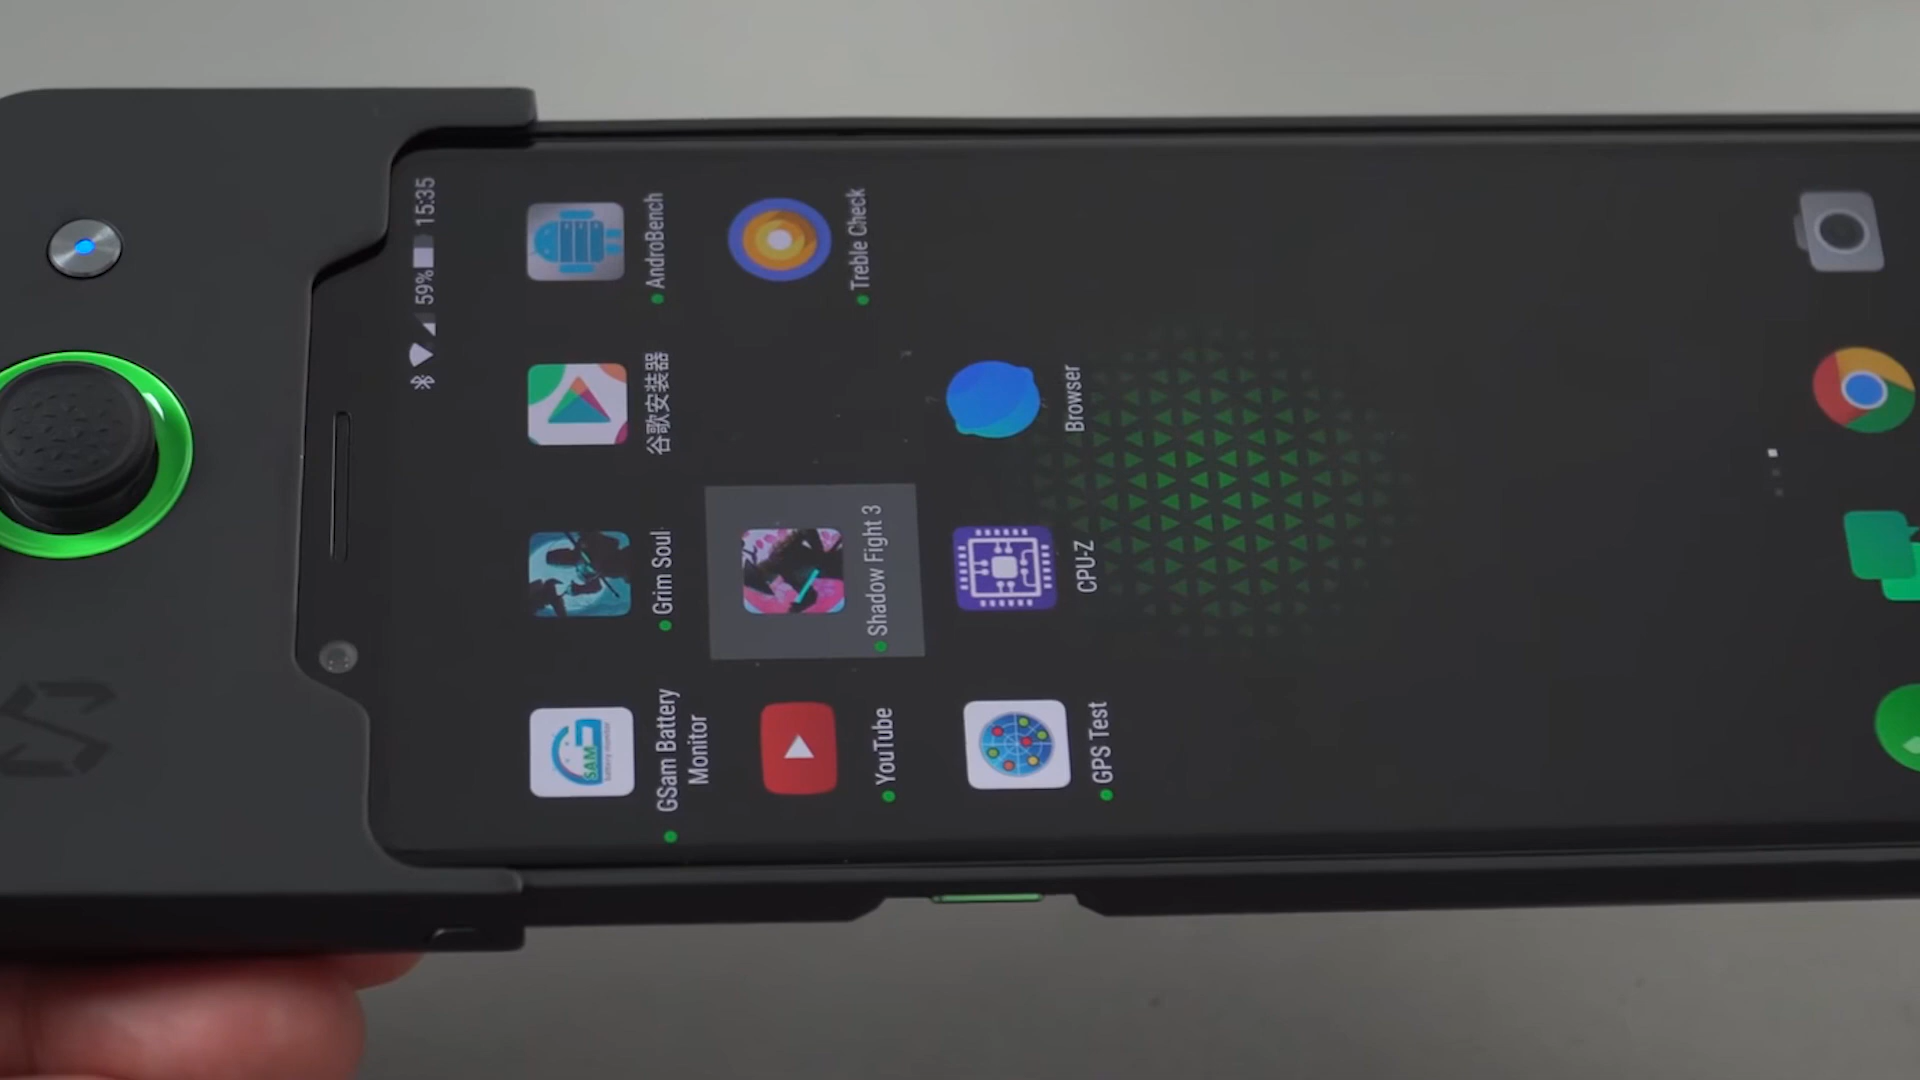 59% 15:35
GSam Battery
Monitor
Grim Soul
谷歌安装器
AndroBench
YouTube
Shadow Fight 3
Treble Check
GPS Test
CPU-Z
Browser
SAM